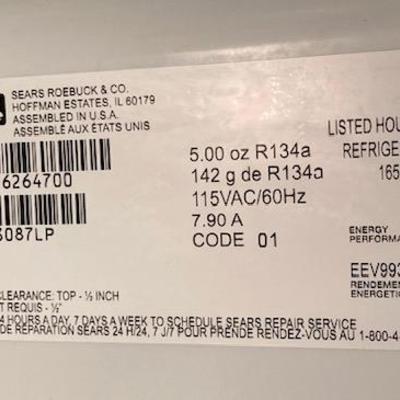 SEARS ROEBUCK & CO.
HOFFMAN ESTATES, IL 60179
ASSEMBLED IN U.S.A.
ASSEMBLÉ AUX ÉTATS UNIS
6264700
3087LP
5.00 oz R134a
142 g de R134a
115VAC/60Hz
7.90 A
CODE 01
LISTED HOU
REFRIGE
165
ENERGY
PERFORMA
EEV993
RENDEMEN
ENERGETIC
CLEARANCE: TOP - ½ INCH
T REQUIS - ½"
4 HOURS A DAY, 7 DAYS A WEEK TO SCHEDULE SEARS REPAIR SERVICE
DE REPARATION SEARS 24 H/24, 7 J/7 POUR PRENDRE RENDEZ-VOUS AU 1-800-4